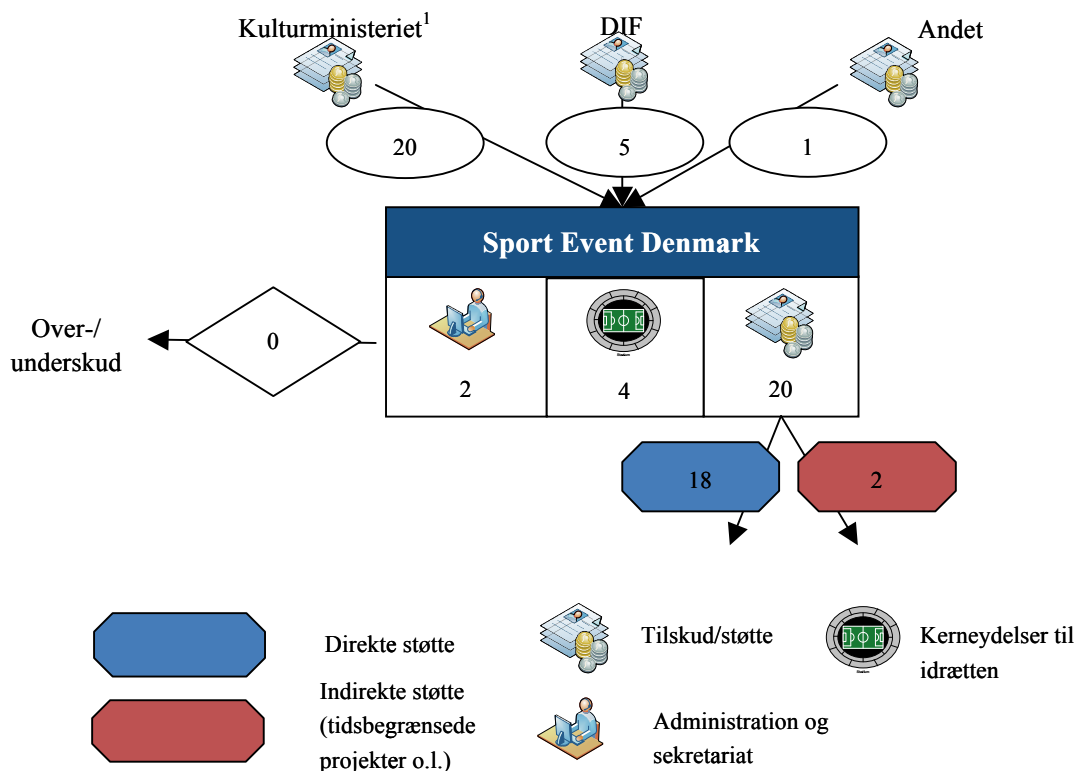 Kulturministeriet1
DIF
Andet
20
5
1
Sport Event Denmark
Over-/
underskud
0
2
4
20
18
2
Direkte støtte
Indirekte støtte
(tidsbegrænsede
projekter o.l.)
Tilskud/støtte
Administration og
sekretariat
Kerneydelser til
idrætten